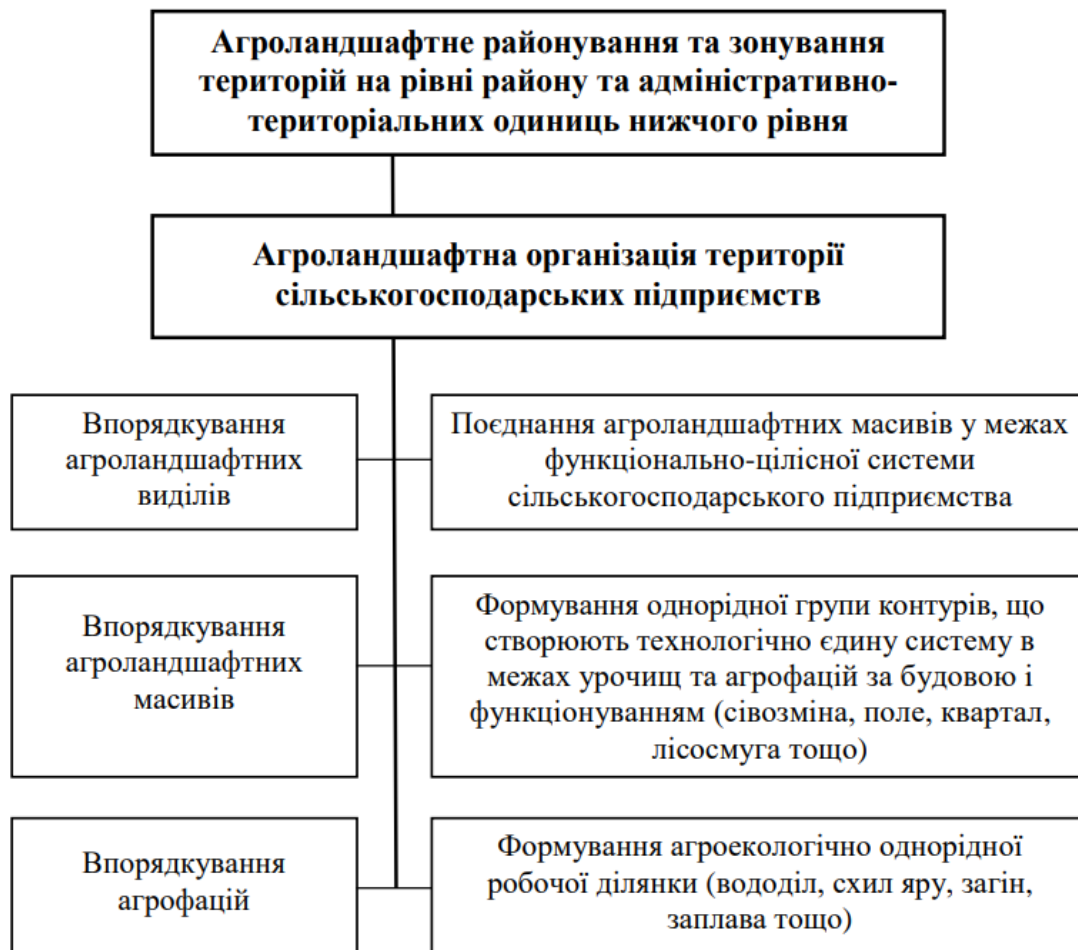 Агроландшафтне районування та зонування
територій на рівні району та адміністративно-
територіальних одиниць нижчого рівня
Агроландшафтна організація території
сільськогосподарських підприємств
Впорядкування
агроландшафтних
виділів
Поєднання агроландшафтних масивів у межах
функціонально-цілісної системи
сільськогосподарського підприємства
Впорядкування
агроландшафтних
масивів
Формування однорідної групи контурів, що
створюють технологічно єдину систему в
межах урочищ та агрофацій за будовою і
функціонуванням (сівозміна, поле, квартал,
лісосмуга тощо)
Впорядкування
агрофацій
Формування агроекологічно однорідної
робочої ділянки (вододіл, схил яру, загін,
заплава тощо)